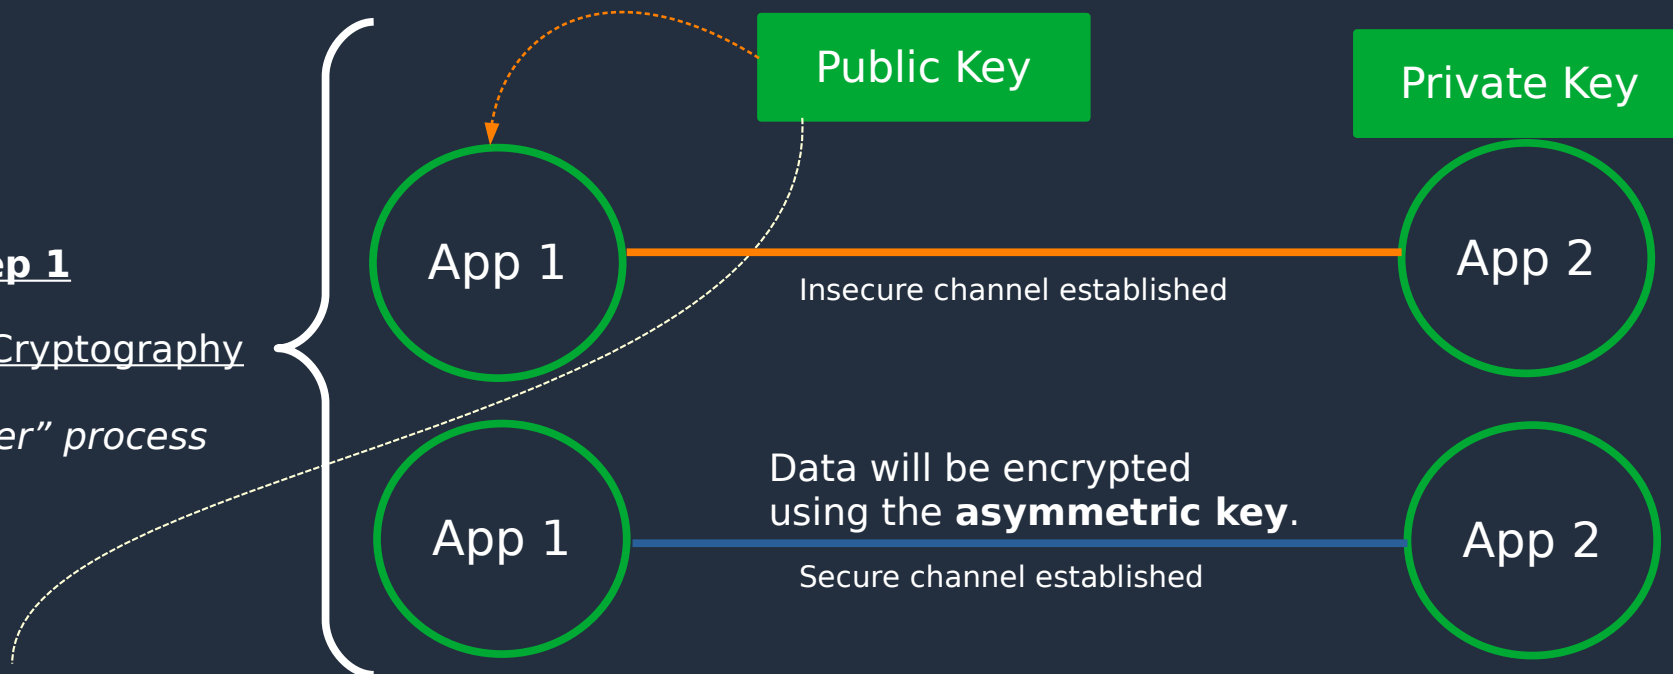 Public Key
Private Key
ep 1
Cryptography
er” process
App 1
App 2
Insecure channel established
App 1
App 2
Data will be encrypted
using the asymmetric key.
Secure channel established